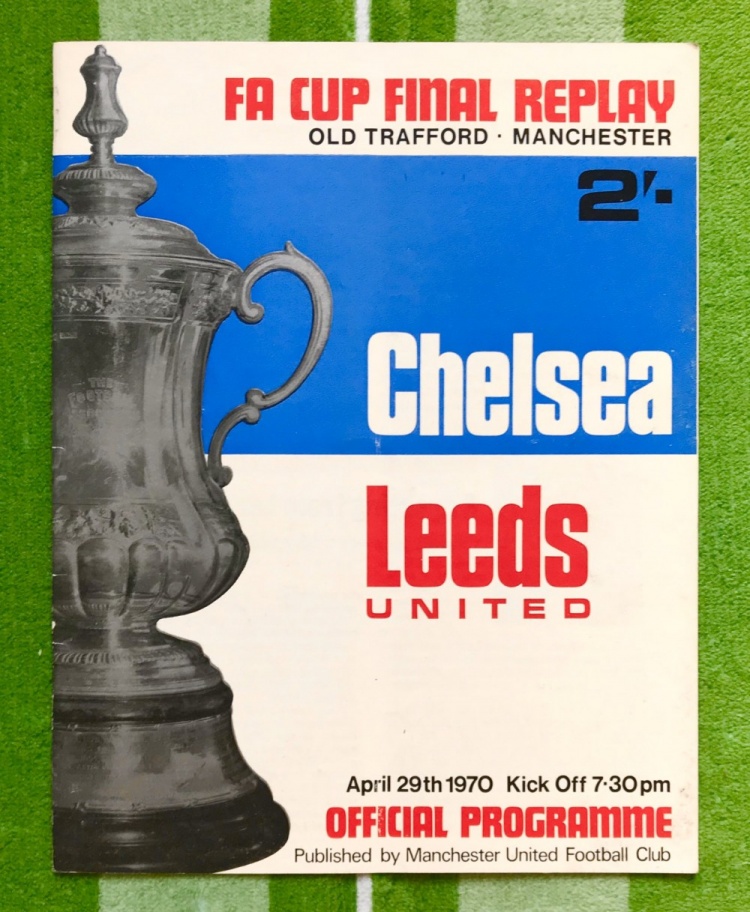 FA CUP FINAL REPLAY
OLD TRAFFORD · MANCHESTER
2'-
Chelsea
Leeds
UNITED
April 29th 1970 Kick Off 7·30pm
OFFICIAL PROGRAMME
Published by Manchester United Football Club